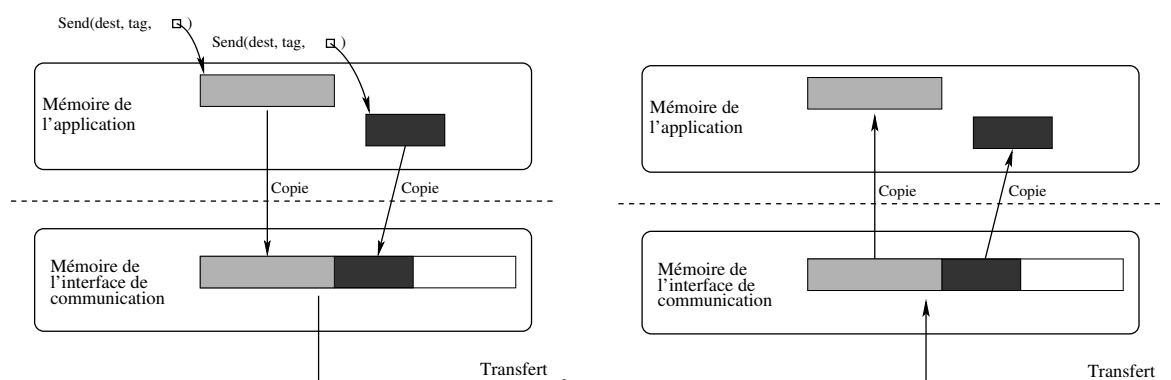 Send(dest, tag, )
Send(dest, tag, )
Mémoire de
l'application
Copie
Copie
Mémoire de
l'interface de
communication
Transfert
Mémoire de
l'application
Copie
Copie
Mémoire de
l'interface de
communication
Transfert